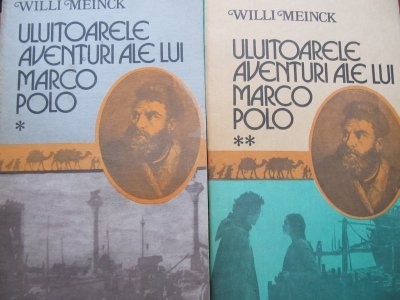 WILLI MEINCK
ULUITOARELE
AVENTURI ALE LUI
MARCO
POLO
*
WILLI MEINCK
ULUITOARELE
AVENTURI ALE LUI
MARCO
POLO
**